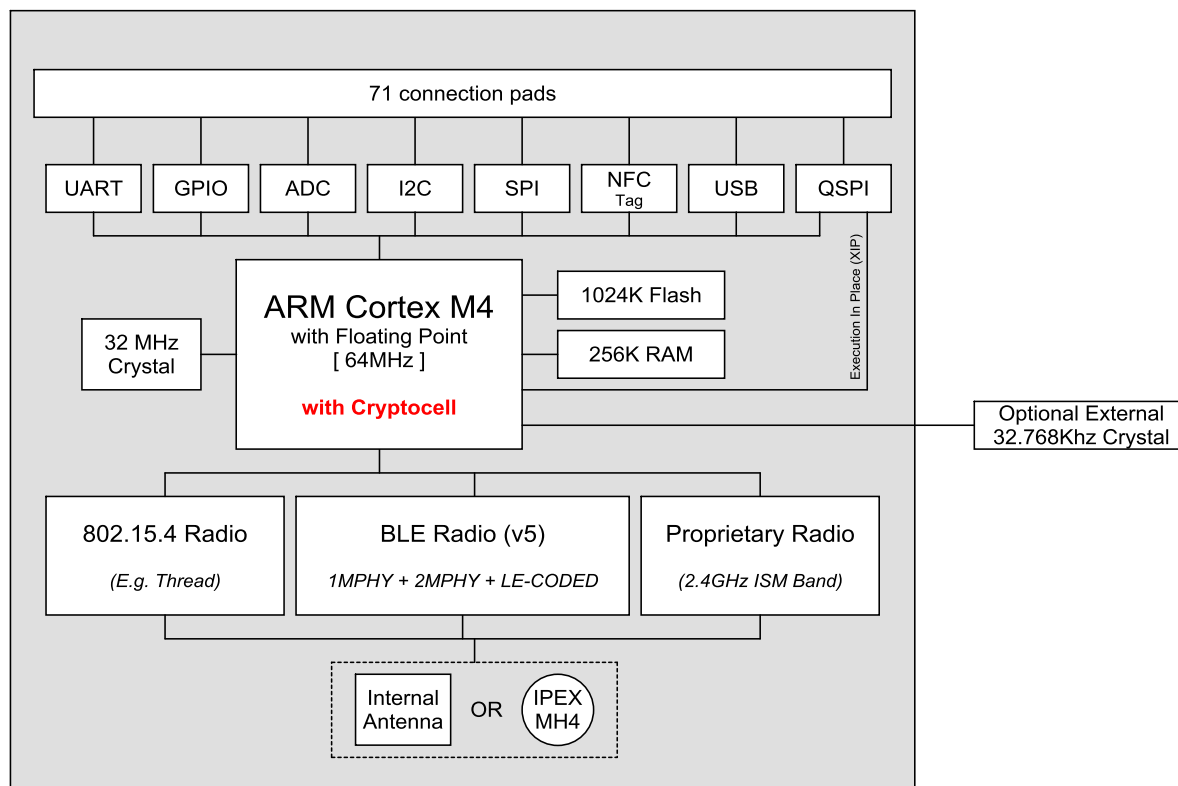 71 connection pads
UART
GPIO
ADC
I2C
SPI
NFC
Tag
USB
QSPI
Execution In Place (XIP)
ARM Cortex M4
with Floating Point
[ 64MHz ]
with Cryptocell
32 MHz
Crystal
1024K Flash
256K RAM
Optional External
32.768Khz Crystal
802.15.4 Radio
(E.g. Thread)
BLE Radio (v5)
1MPHY + 2MPHY + LE-CODED
Proprietary Radio
(2.4GHz ISM Band)
Internal
Antenna
OR
IPEX
MH4